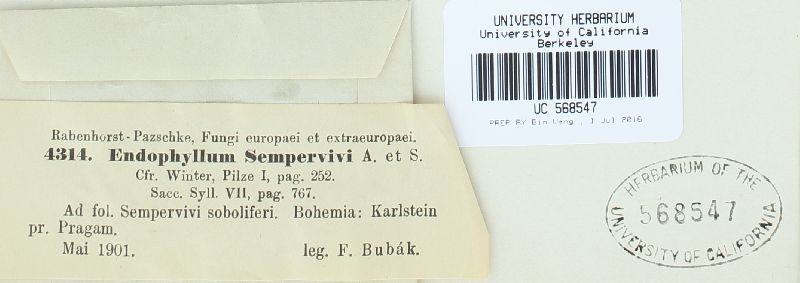 UNIVERSITY HERBARIUM
University of California
Berkeley
UC 568547
PREP BY Bin Wang , 1 Jul 2016
Rabenhorst-Pazschke, Fungi europaei et extraeuropaei.
4314. Endophyllum Sempervivi A. et S.
Cfr. Winter, Pilze I, pag. 252.
Sacc. Syll. VII, pag. 767.
Ad fol. Sempervivi soboliferi. Bohemia: Karlstein
pr. Pragam.
Mai 1901. leg. F. Bubák.
HERBARIUM OF THE
568547
UNIVERSITY OF CALIFORNIA